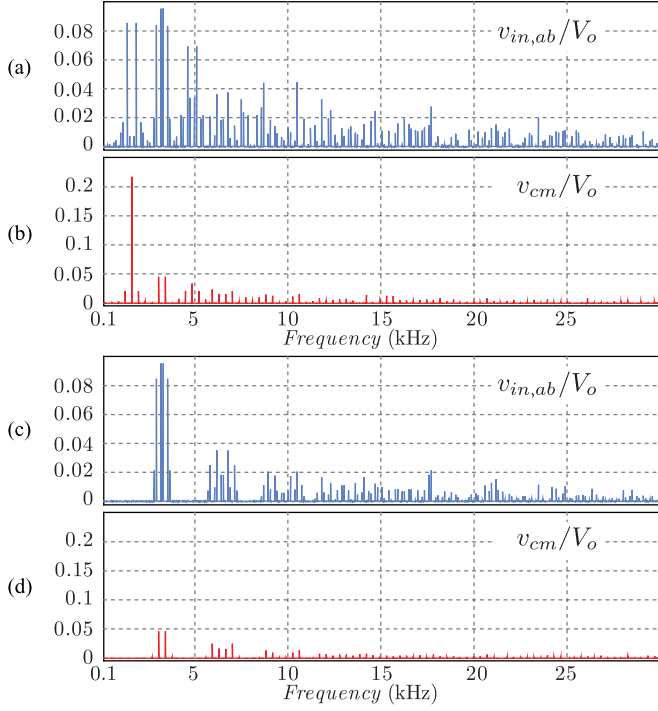 (a)
v_{in,ab}/V_o
0.08
0.06
0.04
0.02
0
(b)
v_{cm}/V_o
0.2
0.15
0.1
0.05
0
0.1 5 10 15 20 25
Frequency (kHz)
(c)
v_{in,ab}/V_o
0.08
0.06
0.04
0.02
0
(d)
v_{cm}/V_o
0.2
0.15
0.1
0.05
0
0.1 5 10 15 20 25
Frequency (kHz)